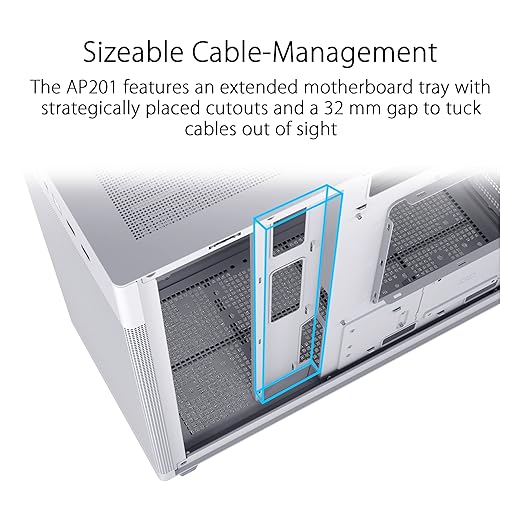 Sizeable Cable-Management
The AP201 features an extended motherboard tray with
strategically placed cutouts and a 32 mm gap to tuck
cables out of sight